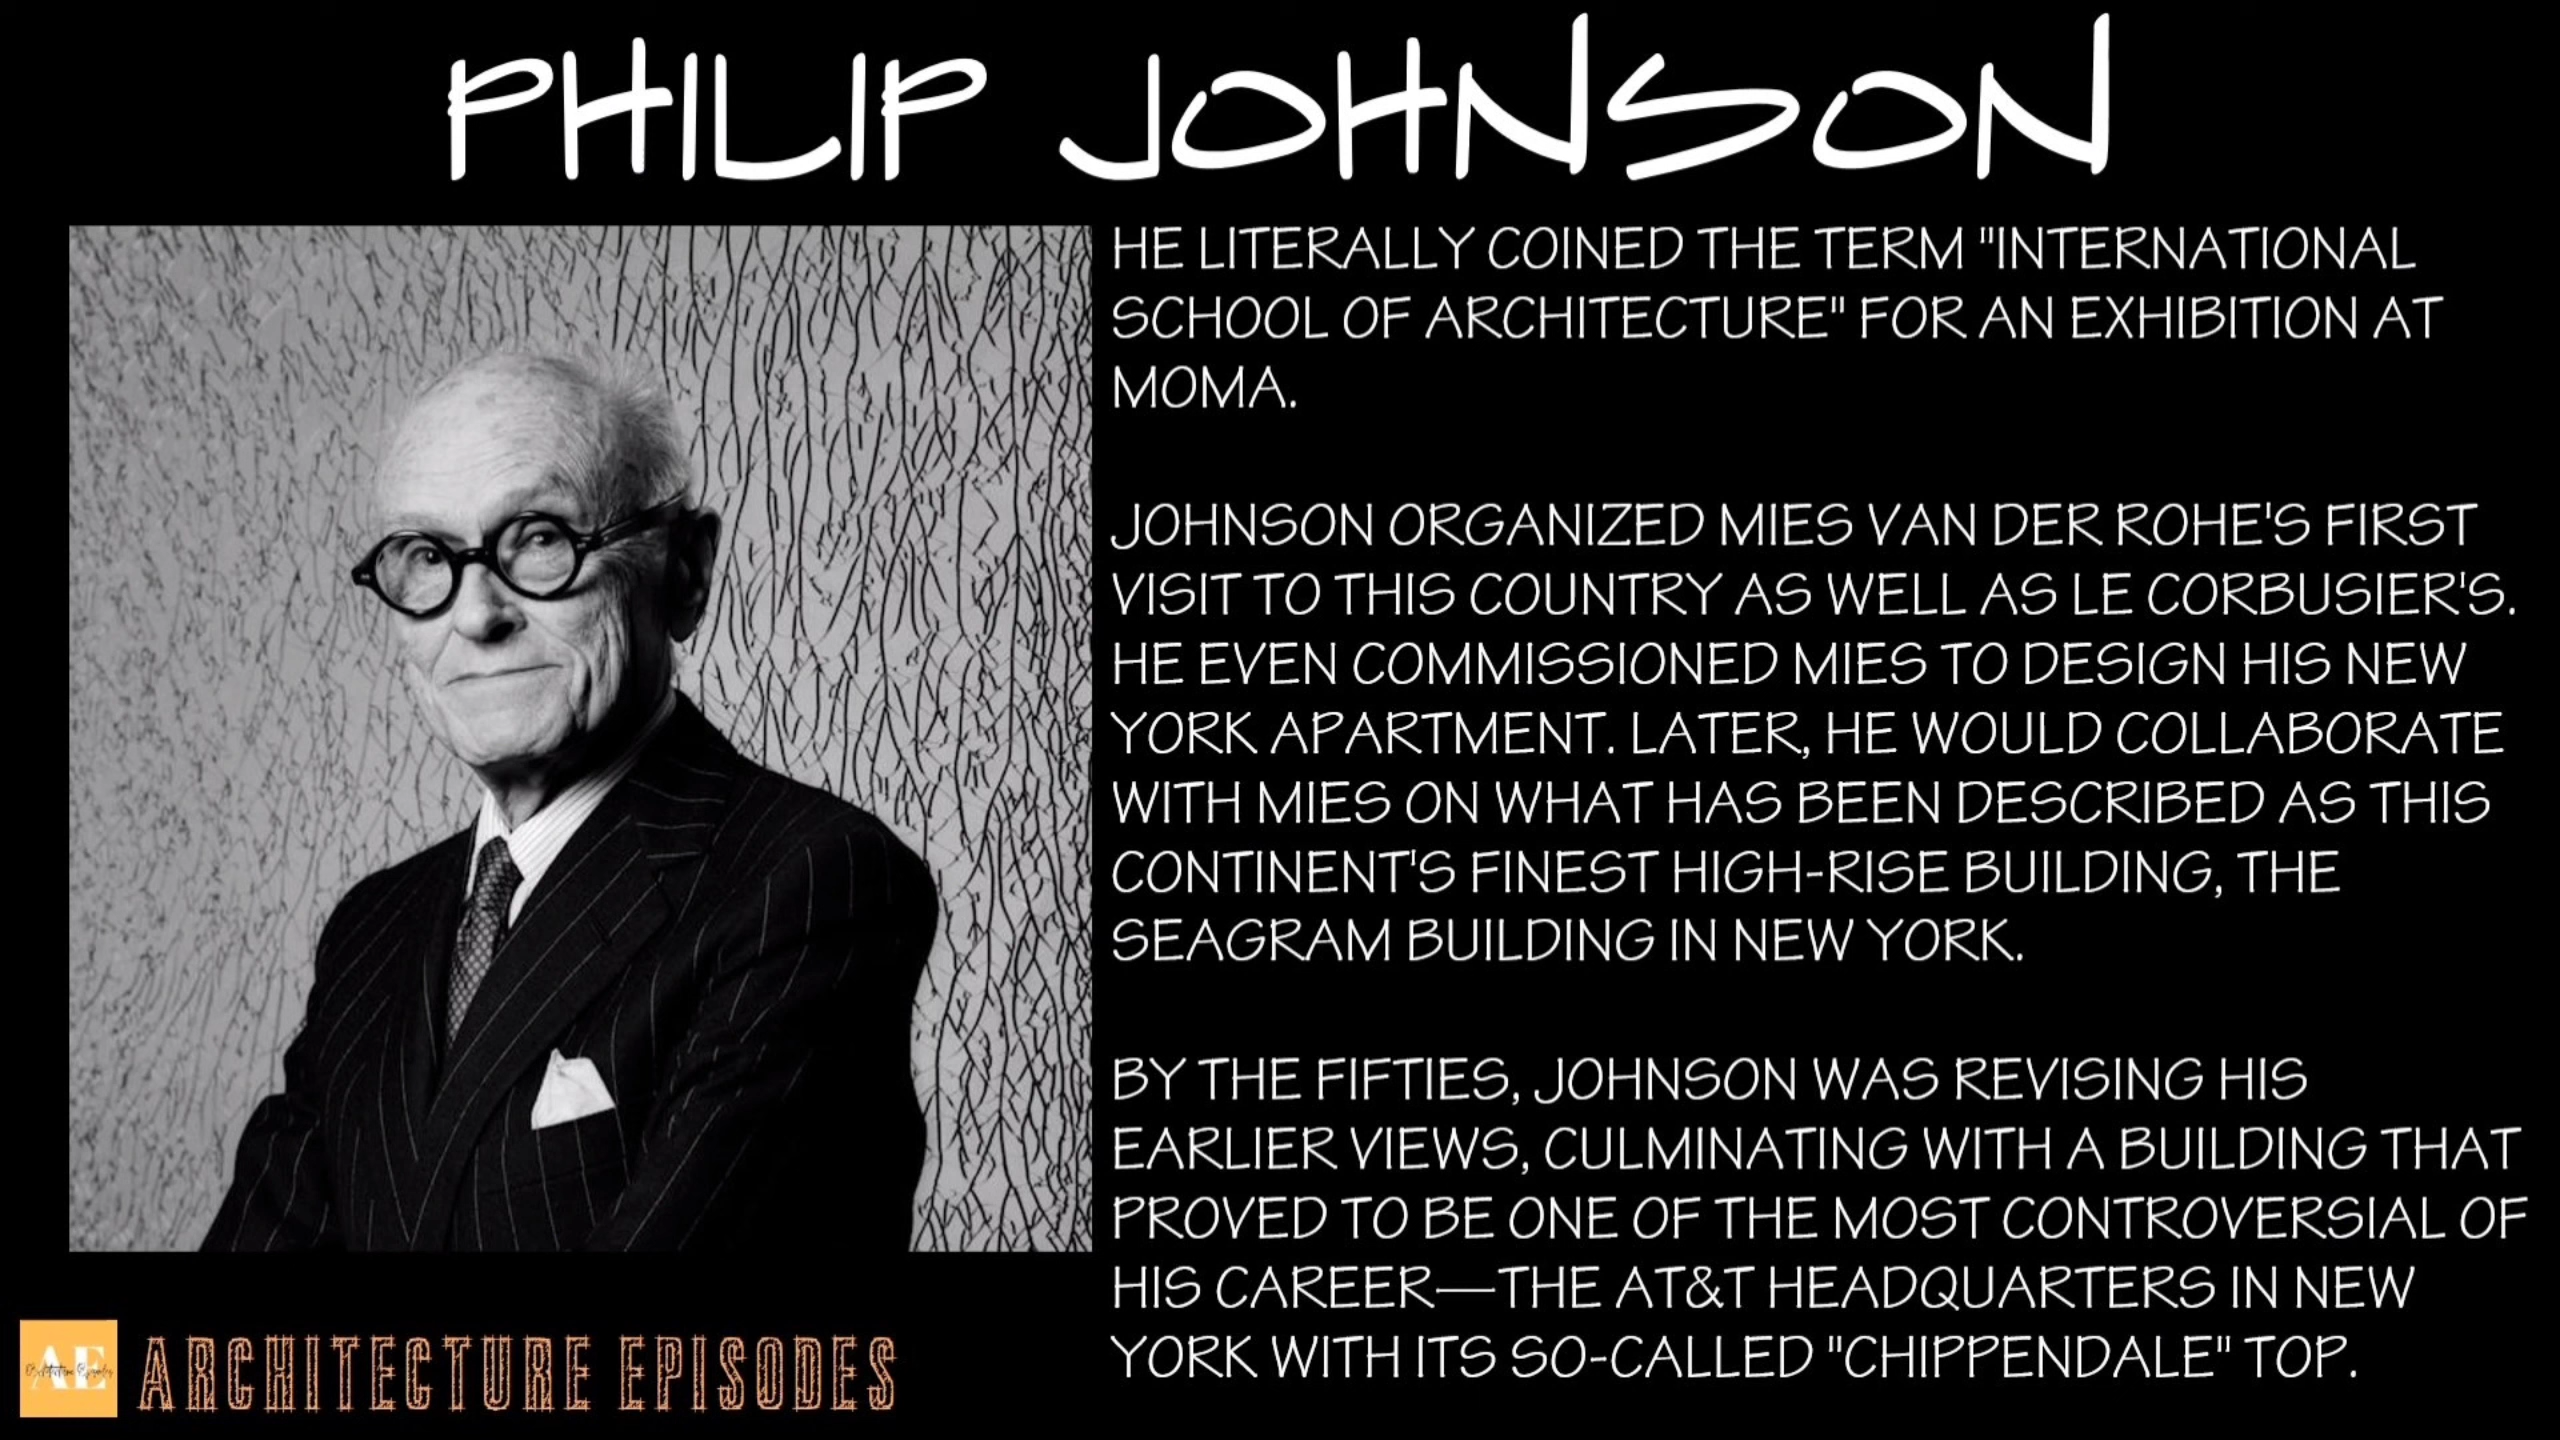 PHILIP JOHNSON
HE LITERALLY COINED THE TERM "INTERNATIONAL
SCHOOL OF ARCHITECTURE" FOR AN EXHIBITION AT
MOMA.
JOHNSON ORGANIZED MIES VAN DER ROHE'S FIRST
VISIT TO THIS COUNTRY AS WELL AS LE CORBUSIER'S.
HE EVEN COMMISSIONED MIES TO DESIGN HIS NEW
YORK APARTMENT. LATER, HE WOULD COLLABORATE
WITH MIES ON WHAT HAS BEEN DESCRIBED AS THIS
CONTINENT'S FINEST HIGH-RISE BUILDING, THE
SEAGRAM BUILDING IN NEW YORK.
BY THE FIFTIES, JOHNSON WAS REVISING HIS
EARLIER VIEWS, CULMINATING WITH A BUILDING THAT
PROVED TO BE ONE OF THE MOST CONTROVERSIAL OF
HIS CAREER—THE AT&T HEADQUARTERS IN NEW
YORK WITH ITS SO-CALLED "CHIPPENDALE" TOP.
AE
ARCHITECTURE EPISODES